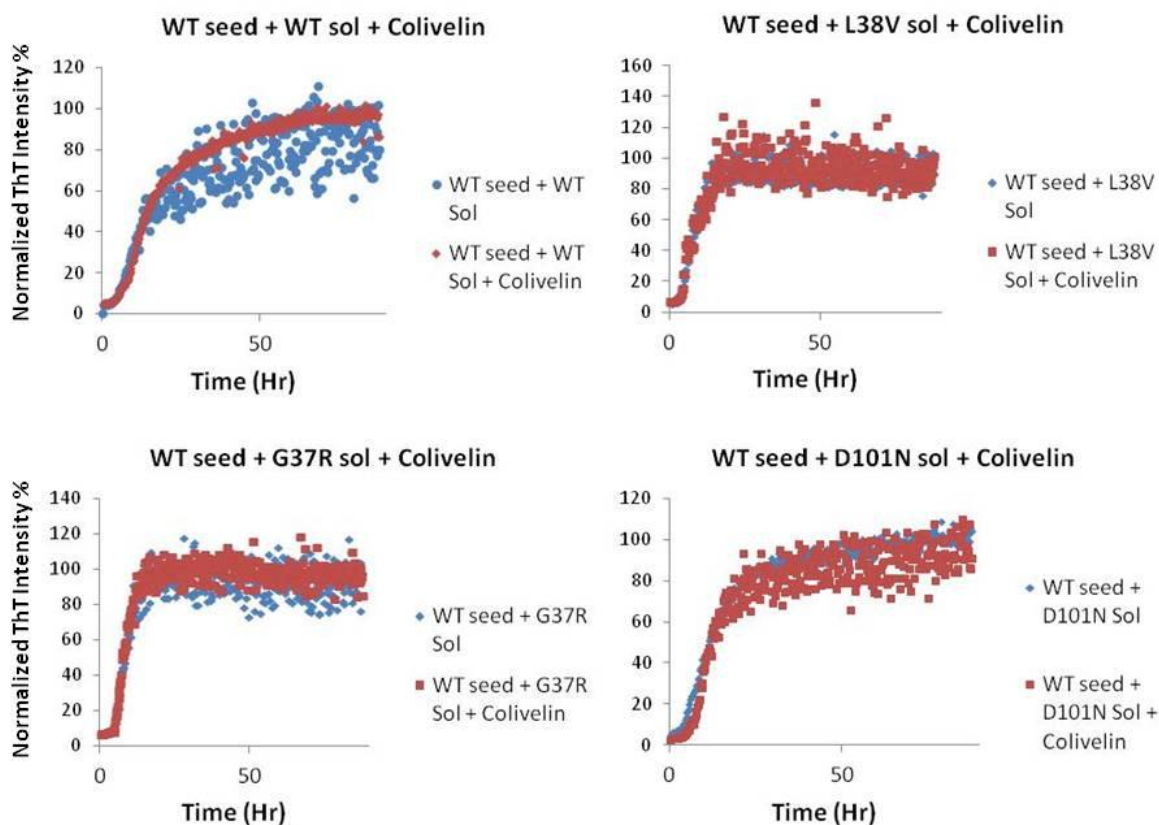 WT seed + WT sol + Colivelin
Normalized ThT Intensity %
120
100
80
60
40
20
0
0
50
Time (Hr)
WT seed + WT
Sol
WT seed + WT
Sol + Colivelin
WT seed + L38V sol + Colivelin
160
140
120
100
80
60
40
20
0
0
50
Time (Hr)
WT seed + L38V
Sol
WT seed + L38V
Sol + Colivelin
WT seed + G37R sol + Colivelin
Normalized ThT Intensity %
140
120
100
80
60
40
20
0
0
50
Time (Hr)
WT seed + G37R
Sol
WT seed + G37R
Sol + Colivelin
WT seed + D101N sol + Colivelin
120
100
80
60
40
20
0
0
50
Time (Hr)
WT seed +
D101N Sol
WT seed +
D101N Sol +
Colivelin